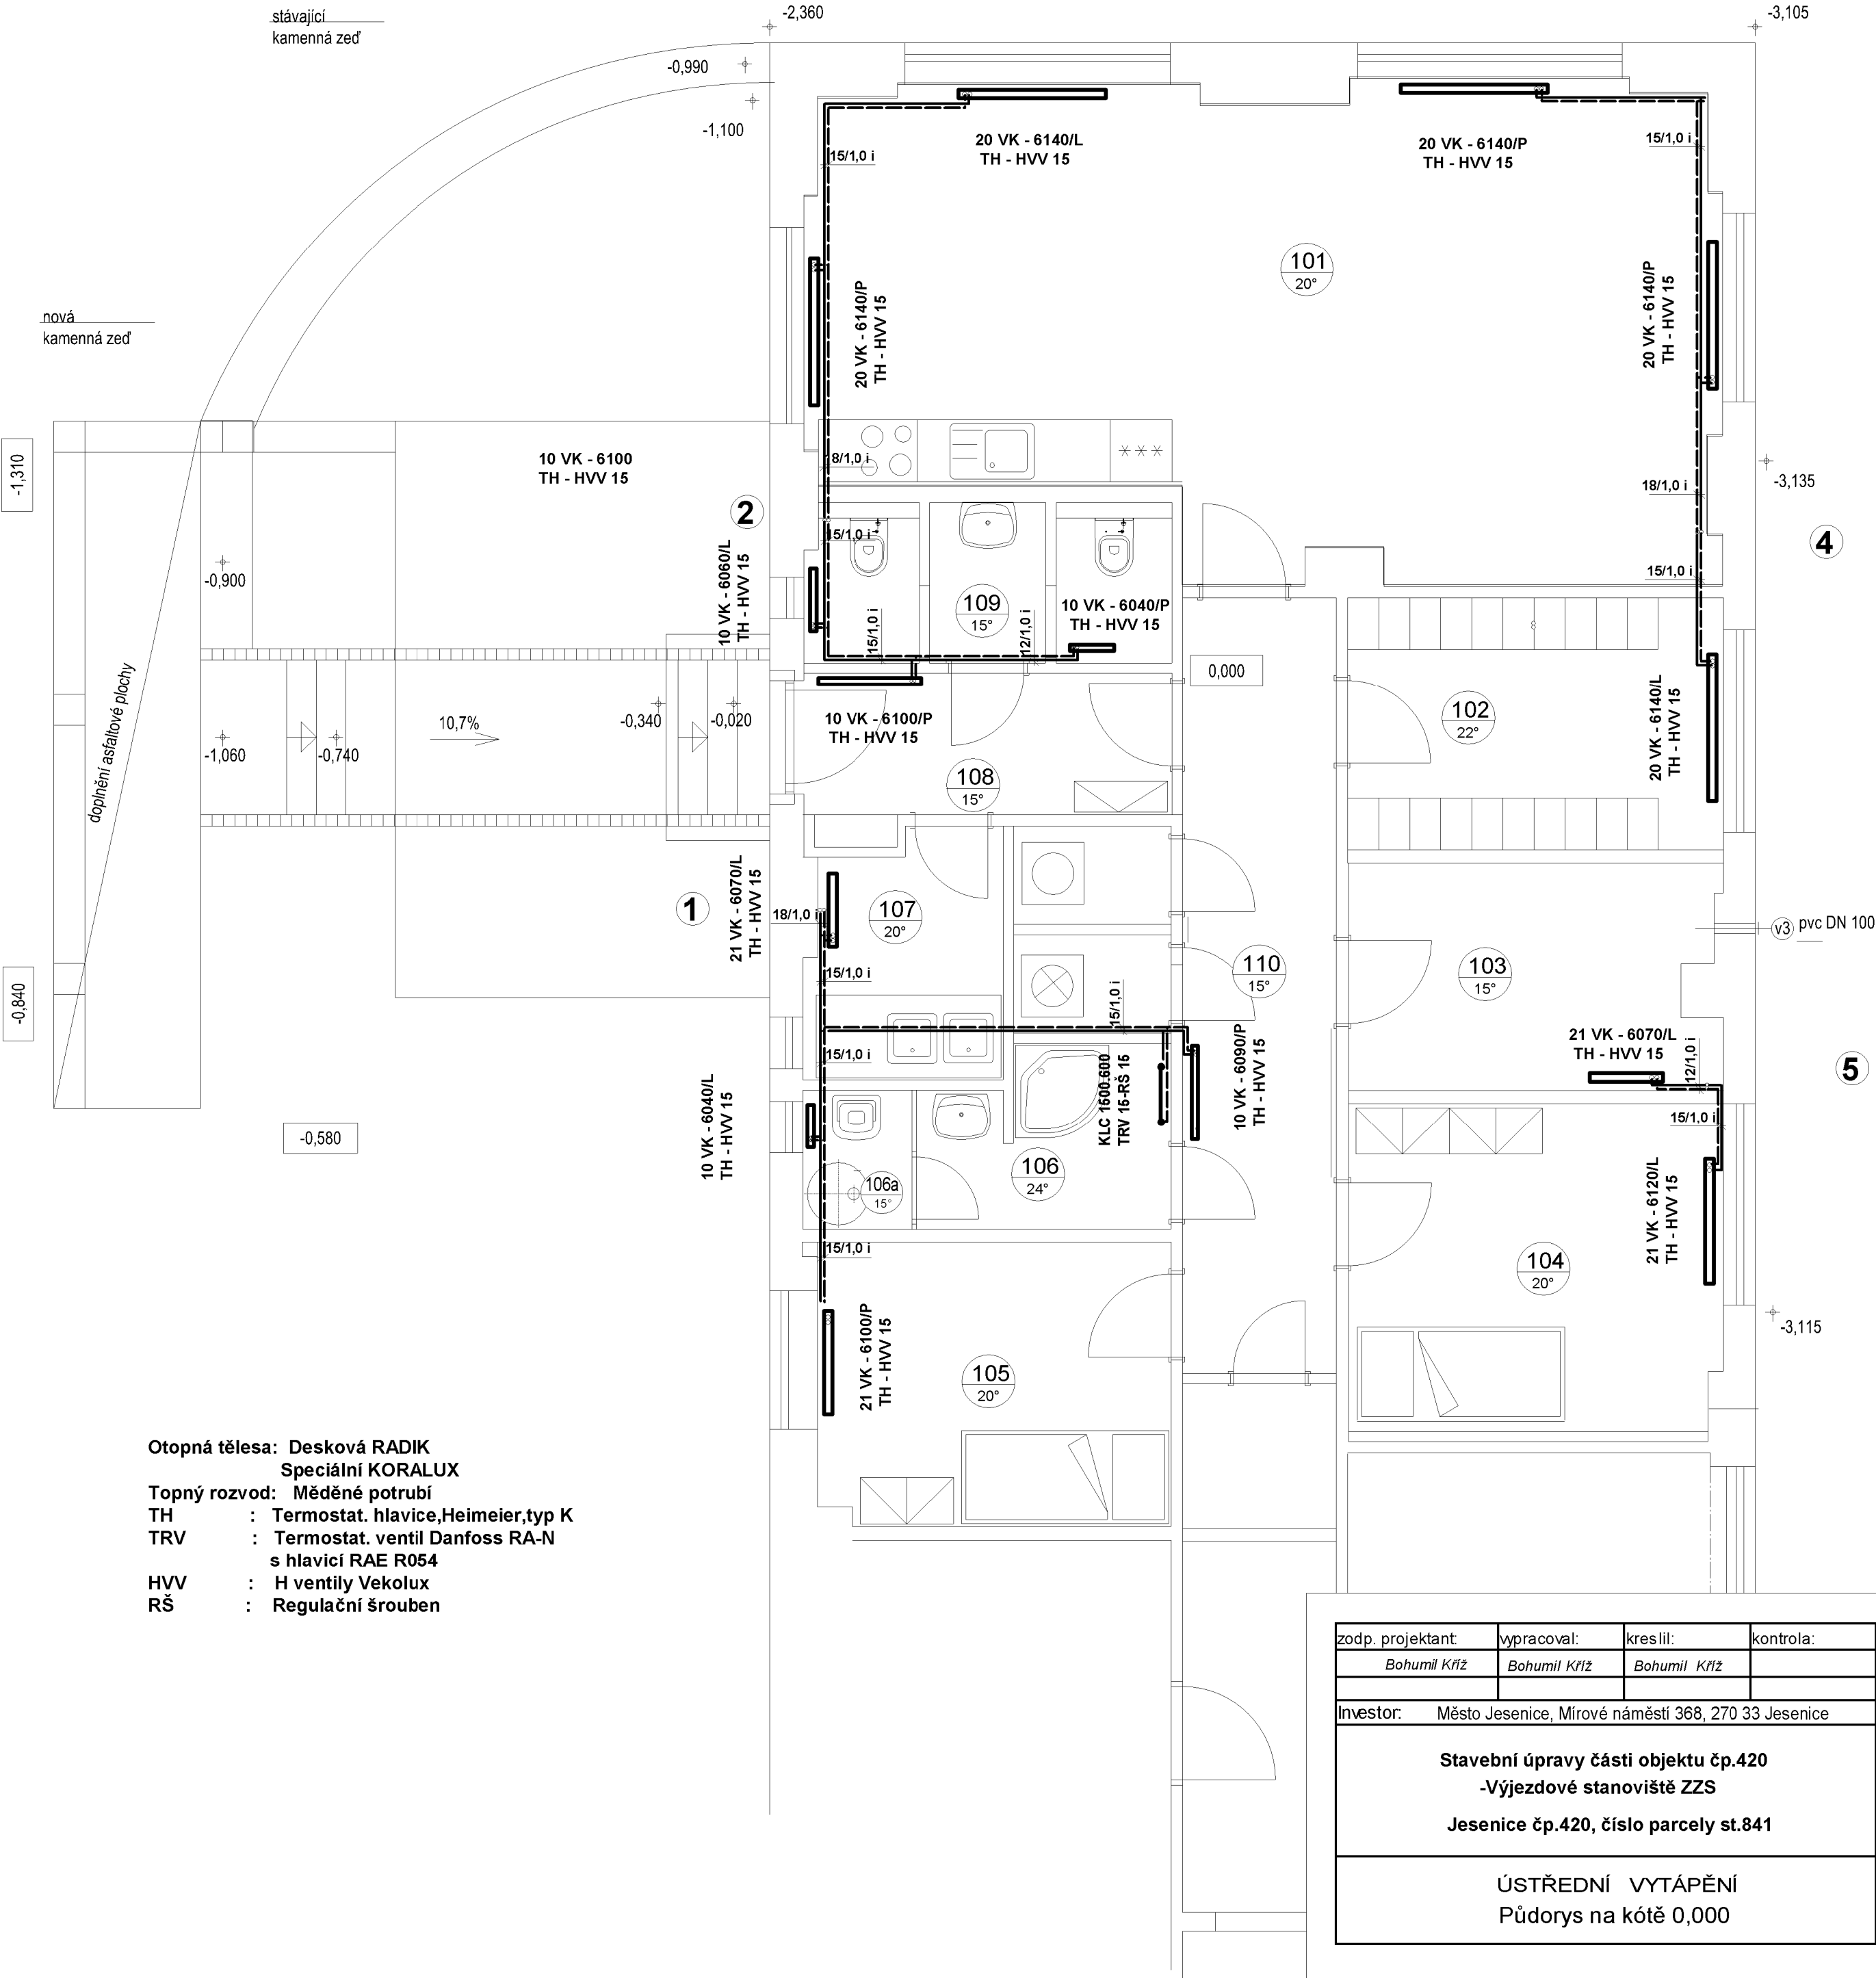 stávající
kamenná zeď
-2,360
-3,105
-0,990
-1,100
20 VK - 6140/L
TH - HVV 15
20 VK - 6140/P
TH - HVV 15
15/1,0 i
15/1,0 i
101
20°
20 VK - 6140/P
TH - HVV 15
20 VK - 6140/P
TH - HVV 15
nová
kamenná zeď
-1,310
10 VK - 6100
TH - HVV 15
18/1,0 i
18/1,0 i
-3,135
2
4
15/1,0 i
15/1,0 i
10 VK - 6060/L
TH - HVV 15
-0,900
109
15°
10 VK - 6040/P
TH - HVV 15
15/1,0 i
12/1,0 i
0,000
doplnění asfaltové plochy
10,7%
-0,340
-0,020
-1,060
-0,740
10 VK - 6100/P
TH - HVV 15
102
22°
20 VK - 6140/L
TH - HVV 15
108
15°
1
21 VK - 6070/L
TH - HVV 15
18/1,0 i
107
20°
v3
pvc DN 100
15/1,0 i
110
15°
103
15°
-0,840
15/1,0 i
15/1,0 i
21 VK - 6070/L
TH - HVV 15
12/1,0 i
5
10 VK - 6040/L
TH - HVV 15
KLC 1500.600
TRV 15-RŠ 15
10 VK - 6090/P
TH - HVV 15
15/1,0 i
-0,580
106a
15°
106
24°
21 VK - 6120/L
TH - HVV 15
15/1,0 i
104
20°
-3,115
21 VK - 6100/P
TH - HVV 15
105
20°
Otopná tělesa: Desková RADIK
Speciální KORALUX
Topný rozvod: Měděné potrubí
TH : Termostat. hlavice,Heimeier,typ K
TRV : Termostat. ventil Danfoss RA-N
s hlavicí RAE R054
HVV : H ventily Vekolux
RŠ : Regulační šrouben
zodp. projektant: vypracoval: kreslil: kontrola:
Bohumil Kříž Bohumil Kříž Bohumil Kříž
Investor: Město Jesenice, Mírové náměstí 368, 270 33 Jesenice
Stavební úpravy části objektu čp.420
-Výjezdové stanoviště ZZS
Jesenice čp.420, číslo parcely st.841
ÚSTŘEDNÍ VYTÁPĚNÍ
Půdorys na kótě 0,000